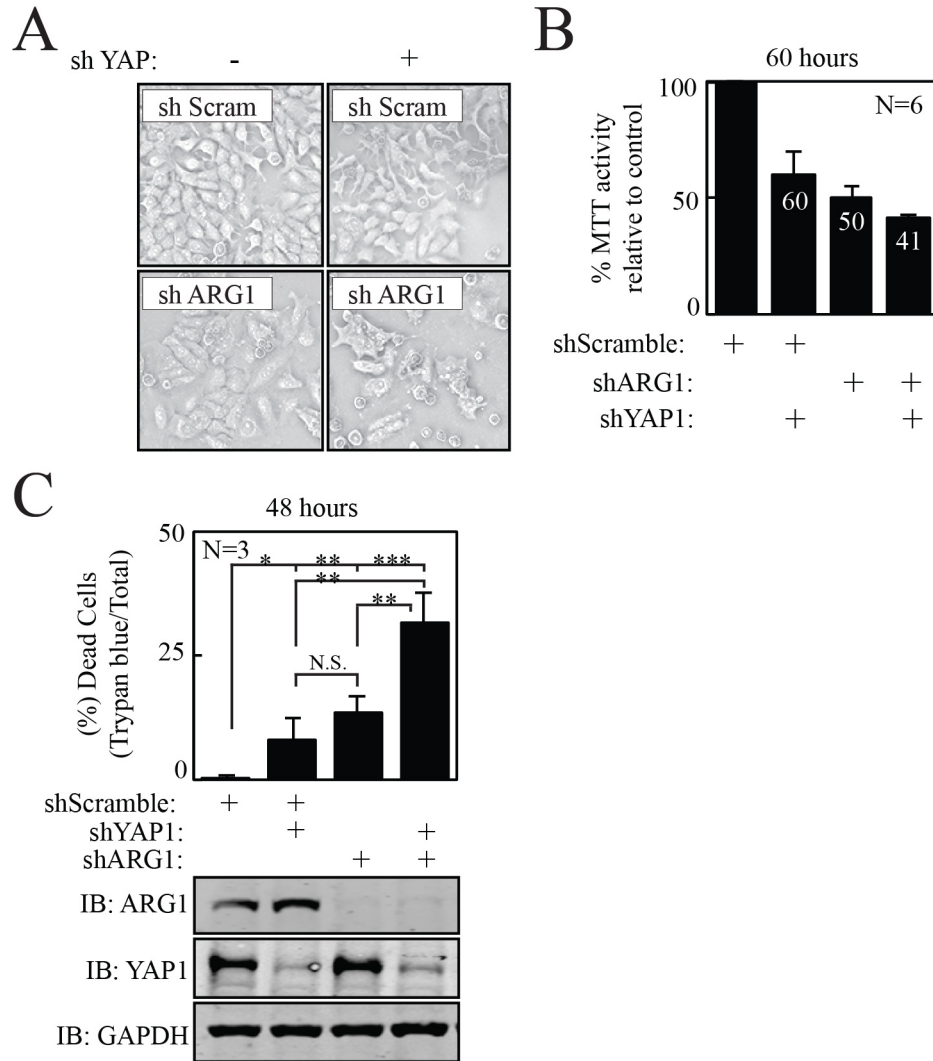 A
sh YAP: - +
sh Scram
sh Scram
sh ARG1
sh ARG1
B
60 hours
N=6
% MTT activity
relative to control
100
50
0
60
50
41
shScramble: + +
shARG1: + +
shYAP1: + +
C
48 hours
N=3
(%) Dead Cells
(Trypan blue/Total)
50
25
0
* ** ***
**
**
N.S.
shScramble: + +
shYAP1: + +
shARG1: + +
IB: ARG1
IB: YAP1
IB: GAPDH